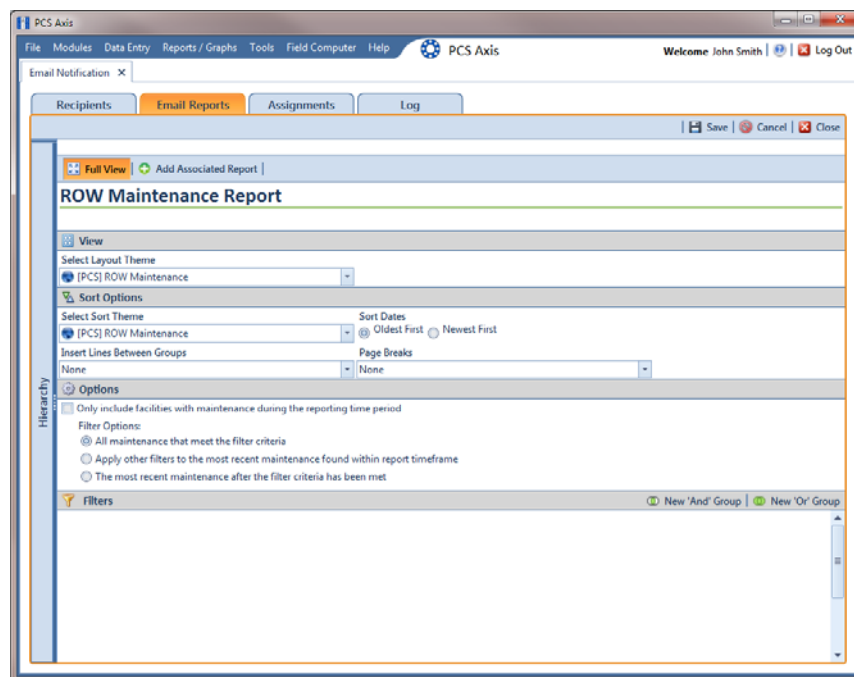 PCS Axis
File Modules Data Entry Reports / Graphs Tools Field Computer Help PCS Axis Welcome John Smith Log Out
Email Notification X
Recipients Email Reports Assignments Log
Save Cancel Close
Full View Add Associated Report
ROW Maintenance Report
View
Select Layout Theme
[PCS] ROW Maintenance
Sort Options
Select Sort Theme Sort Dates
[PCS] ROW Maintenance Oldest First Newest First
Insert Lines Between Groups Page Breaks
None None
Hierarchy
Options
Only include facilities with maintenance during the reporting time period
Filter Options:
All maintenance that meet the filter criteria
Apply other filters to the most recent maintenance found within report timeframe
The most recent maintenance after the filter criteria has been met
Filters New 'And' Group New 'Or' Group